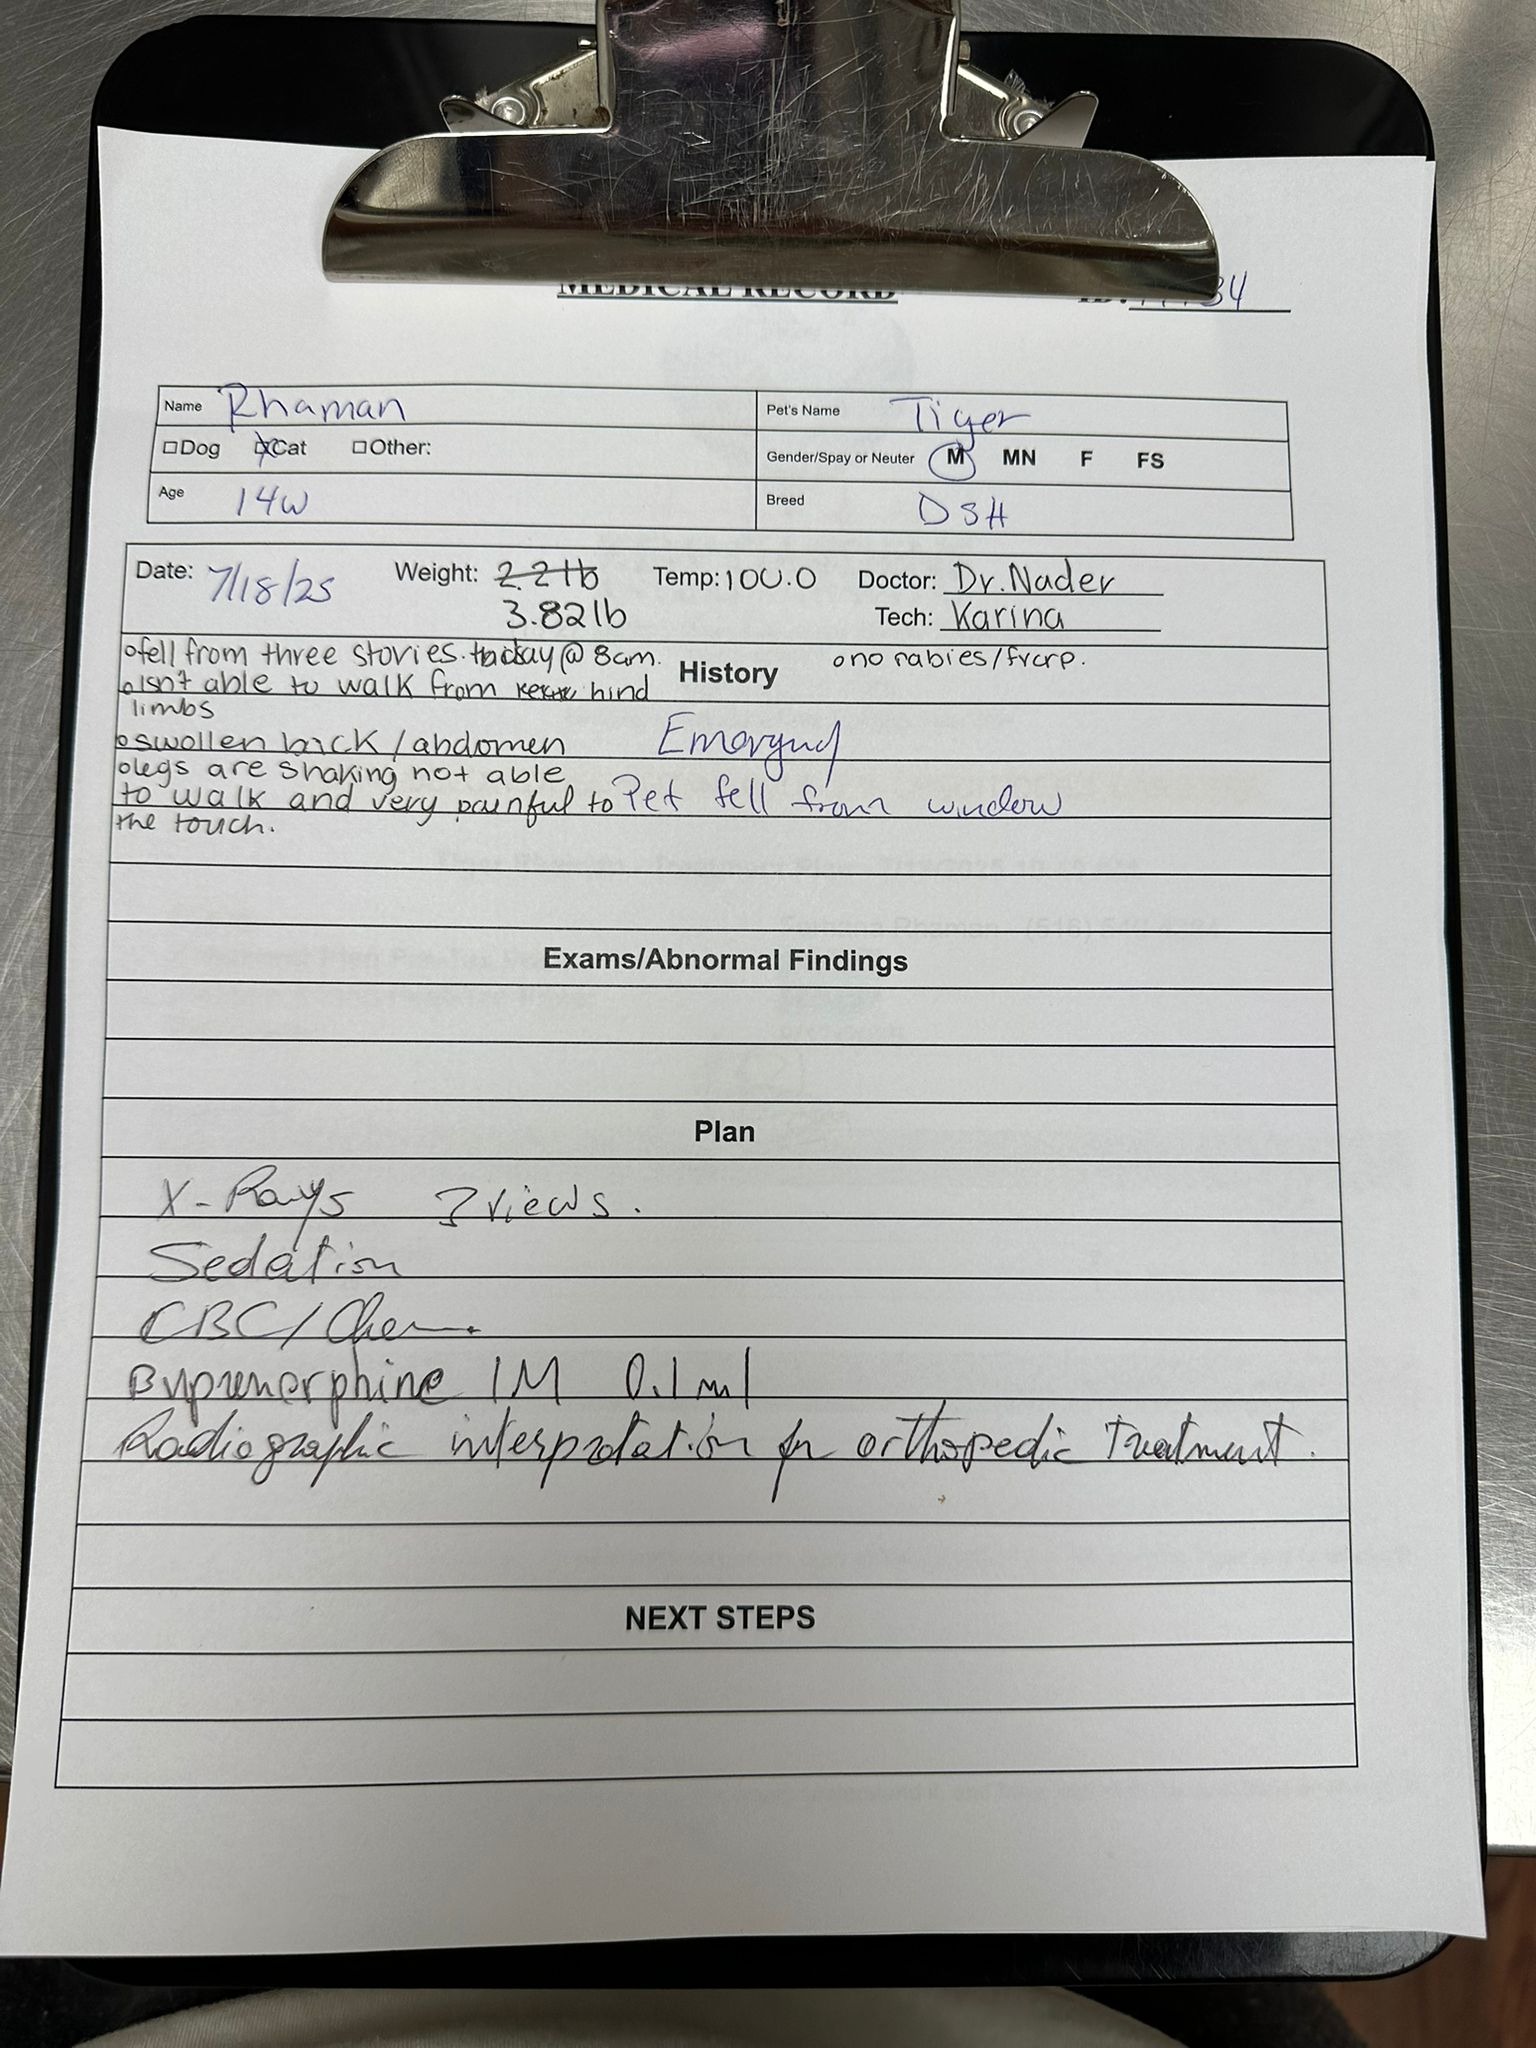 MEDICAL RECORD
ID: 34
Name Rhaman Pet's Name Tiger
Dog Cat Other: Gender/Spay or Neuter M MN F FS
Age 14W Breed DSH
Date: 7/18/25 Weight: 2.2lb Temp: 100.0 Doctor: Dr. Nader
3.82lb Tech: Karina
fell from three stories. today @ 8am. History no rabies/fvrcp.
isn't able to walk from hind
limbs
swollen back/abdomen
legs are shaking not able
to walk and very painful to Pet fell from window
the touch.
Exams/Abnormal Findings
Plan
X-Rays 3 views.
Sedation
CBC/Chem.
Buprenorphine IM 0.1 ml
Radiographic interpretation for orthopedic treatment.
NEXT STEPS